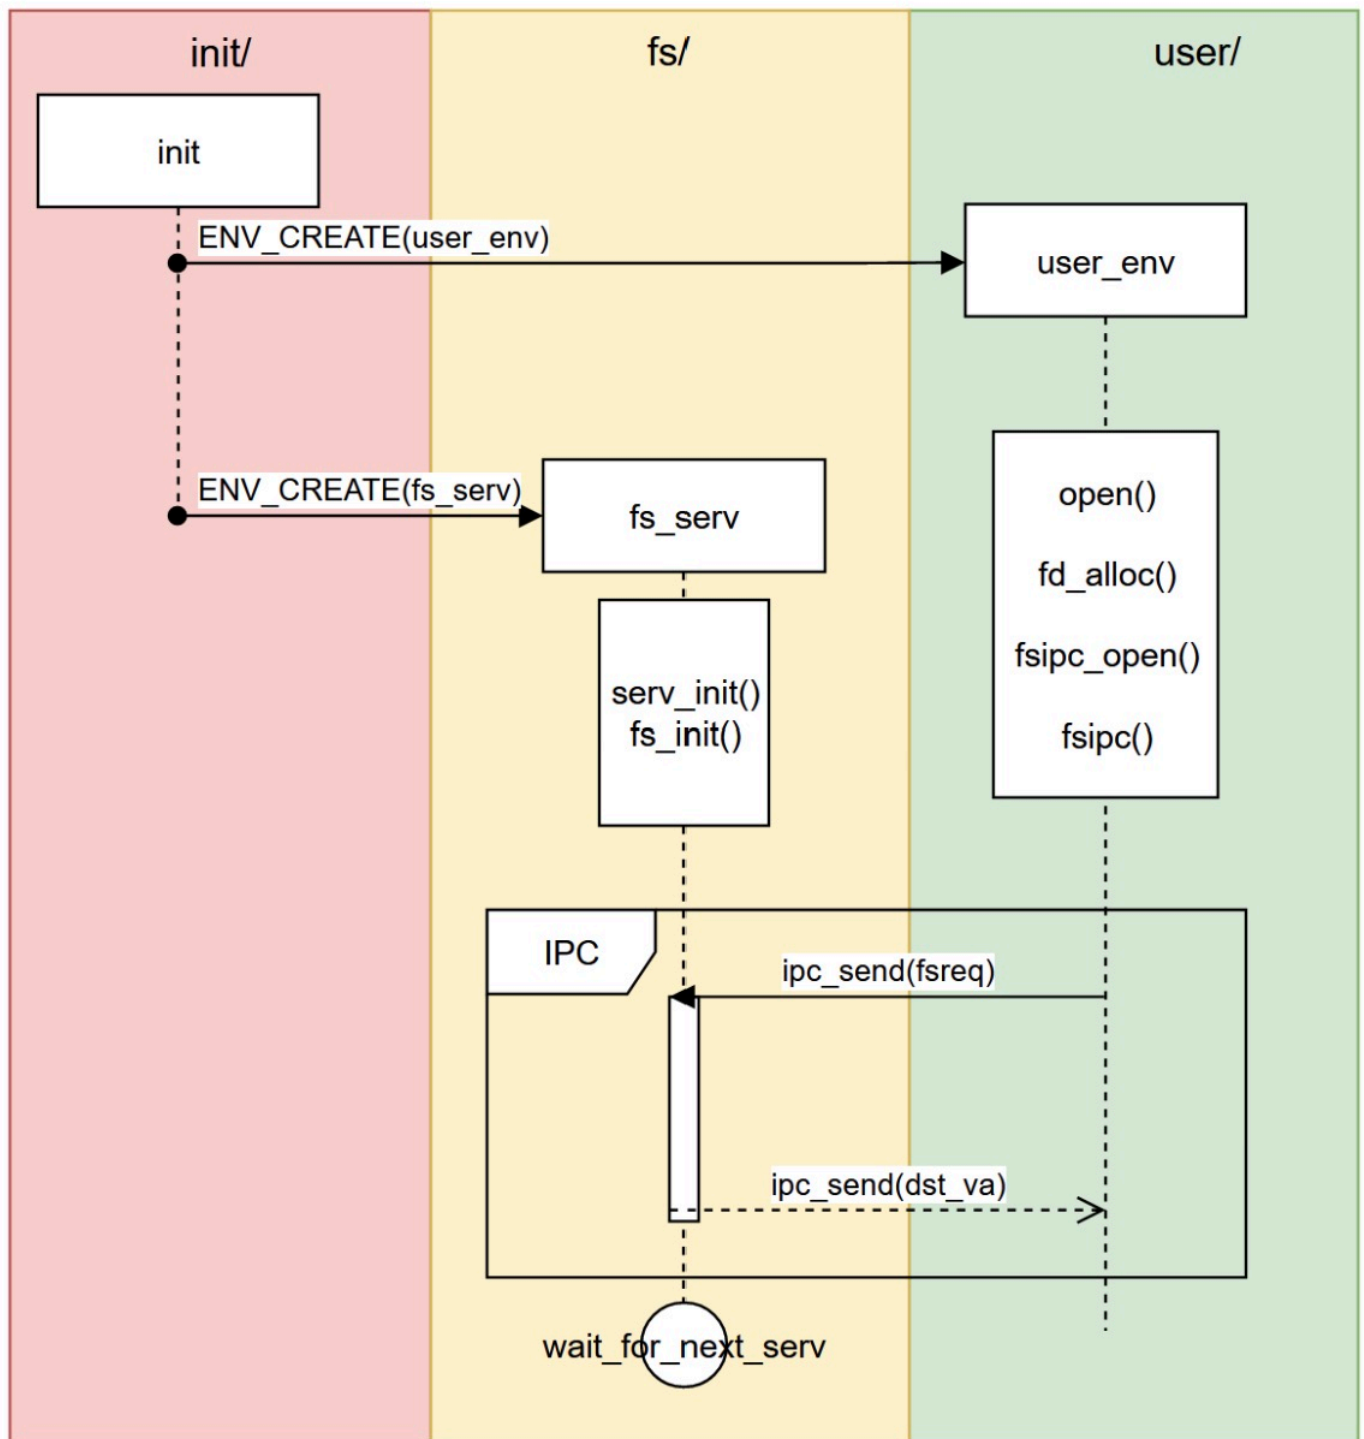 init/
fs/
user/
init
ENV_CREATE(user_env)
user_env
ENV_CREATE(fs_serv)
fs_serv
open()
fd_alloc()
fsipc_open()
fsipc()
serv_init()
fs_init()
IPC
ipc_send(fsreq)
ipc_send(dst_va)
wait_for_next_serv